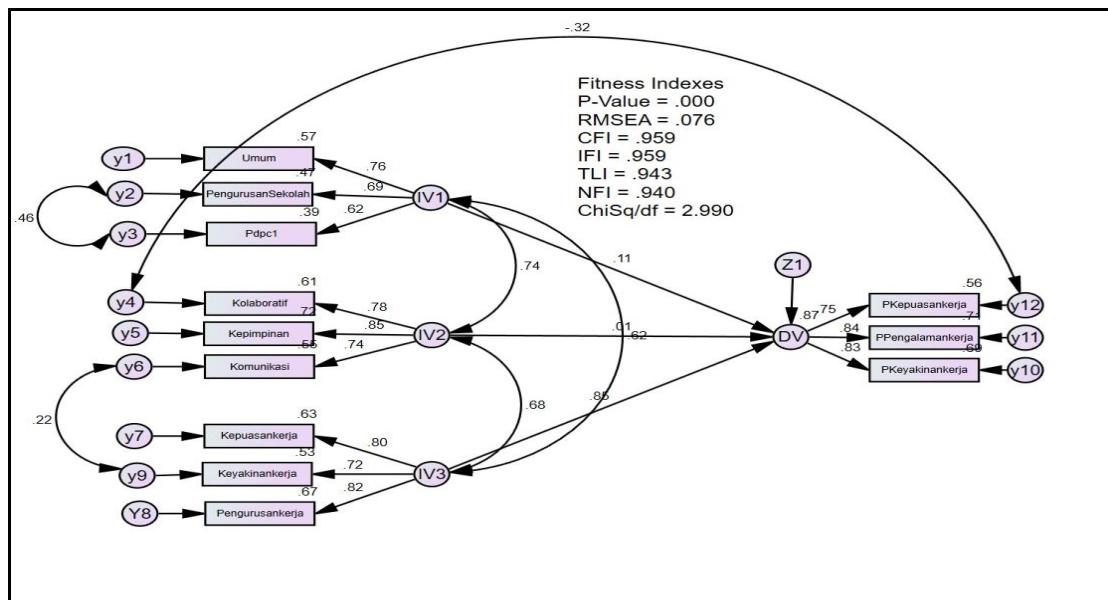 -.32
Fitness Indexes
P-Value = .000
RMSEA = .076
CFI = .959
IFI = .959
TLI = .943
NFI = .940
ChiSq/df = 2.990
.57
y1
Umum
.76
.47
y2
PengurusanSekolah
.69
IV1
.46
.39
.62
y3
Pdpc1
.74
.11
Z1
.61
y4
Kolaboratif
.78
.72
y5
Kepimpinan
.85
IV2
.55
y6
Komunikasi
.74
.01
.62
.87
DV
.75
.56
PKepuasankerja
y12
.71
.84
PPengalamankerja
y11
.69
.83
PKeyakinankerja
y10
.22
.68
.85
.63
y7
Kepuasankerja
.80
.53
y9
Keyakinankerja
.72
IV3
.67
.82
Y8
Pengurusankerja